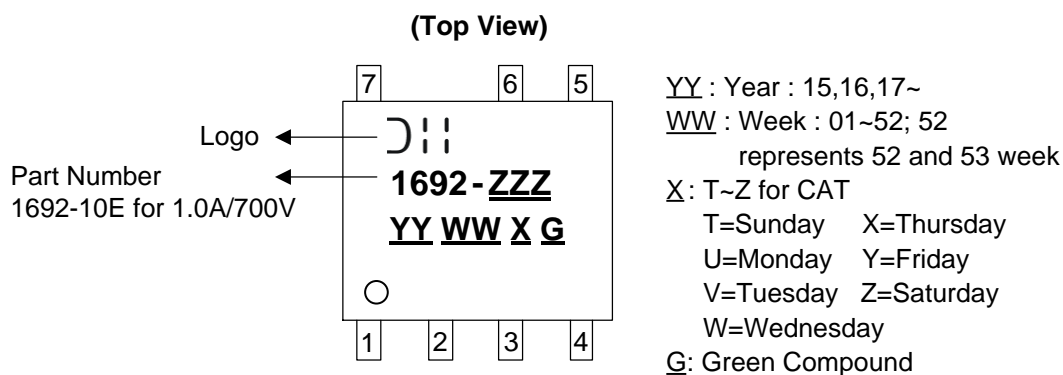 (Top View)
7 6 5
Logo
Part Number
1692-10E for 1.0A/700V
1692-ZZZ
YY WW X G
1 2 3 4
YY : Year : 15,16,17~
WW : Week : 01~52; 52
represents 52 and 53 week
X : T~Z for CAT
T=Sunday X=Thursday
U=Monday Y=Friday
V=Tuesday Z=Saturday
W=Wednesday
G: Green Compound